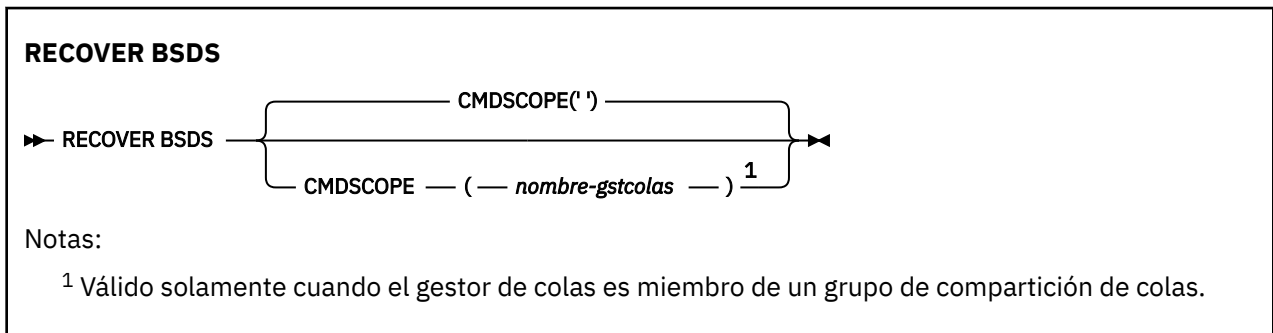 RECOVER BSDS
CMDSCOPE(' ')
RECOVER BSDS
CMDSCOPE ( nombre-gstcolas ) 1
Notas:
1 Válido solamente cuando el gestor de colas es miembro de un grupo de compartición de colas.